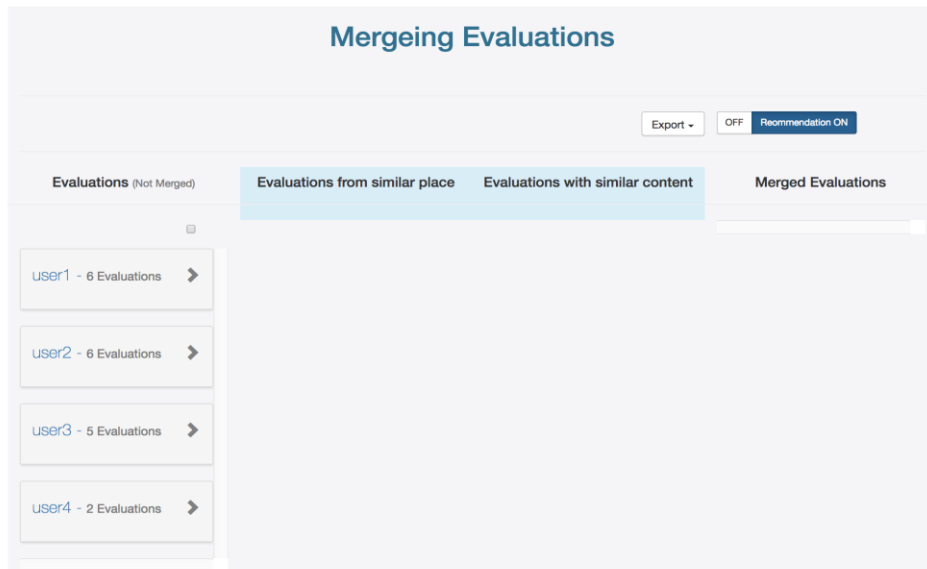 Mergeing Evaluations
Export
OFF Reommendation ON
Evaluations (Not Merged) Evaluations from similar place Evaluations with similar content Merged Evaluations
user1 - 6 Evaluations
user2 - 6 Evaluations
user3 - 5 Evaluations
user4 - 2 Evaluations